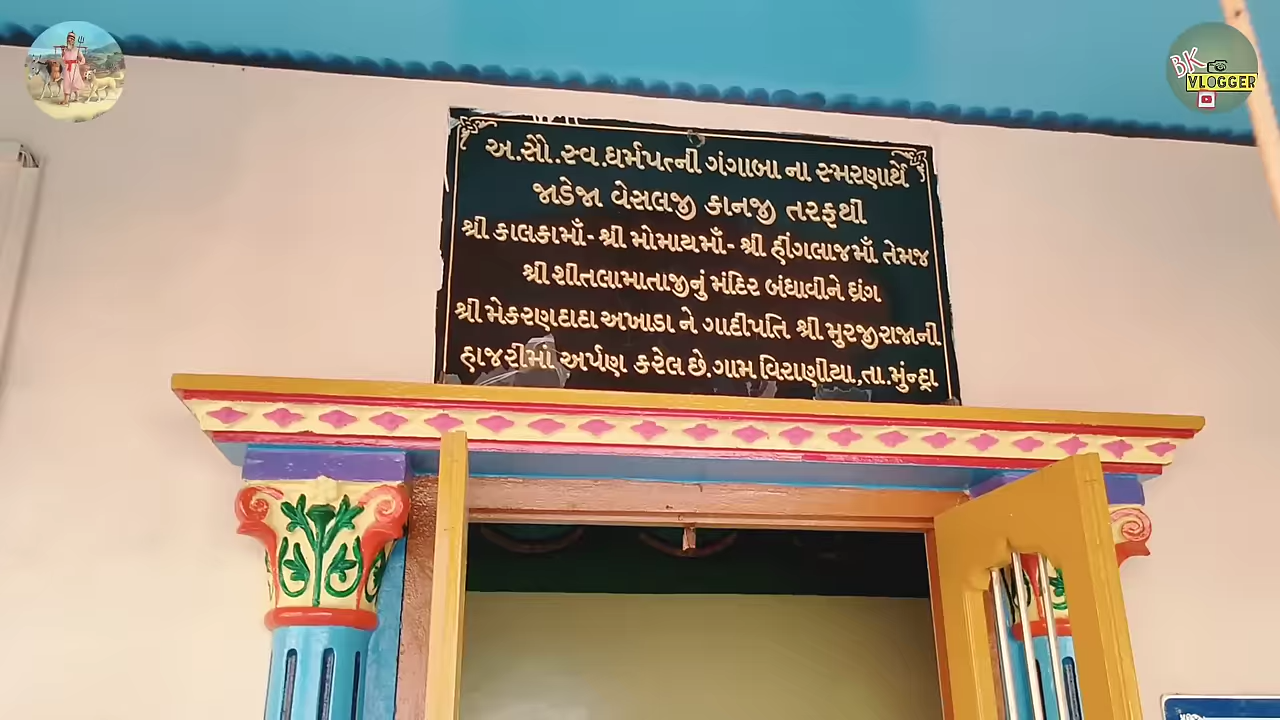 BK
VLOGGER
અ.સૌ.સ્વ.ધર્મપત્ની ગંગાબા ના સ્મરણાર્થે
જાડેજા વેસલજી કાનજી તરફથી
શ્રી કાલકામાઁ- શ્રી મોમાયમાઁ- શ્રી હીંગલાજમાઁ તેમજ
શ્રી શીતલામાતાજીનું મંદિર બંધાવીને ધ્રંગ
શ્રી મેકરણદાદા અખાડા ને ગાદીપતિ શ્રી મુરજીરાજાની
હાજરીમાં અર્પણ કરેલ છે.ગામ વિરાણીયા,તા.મુંન્દ્રા